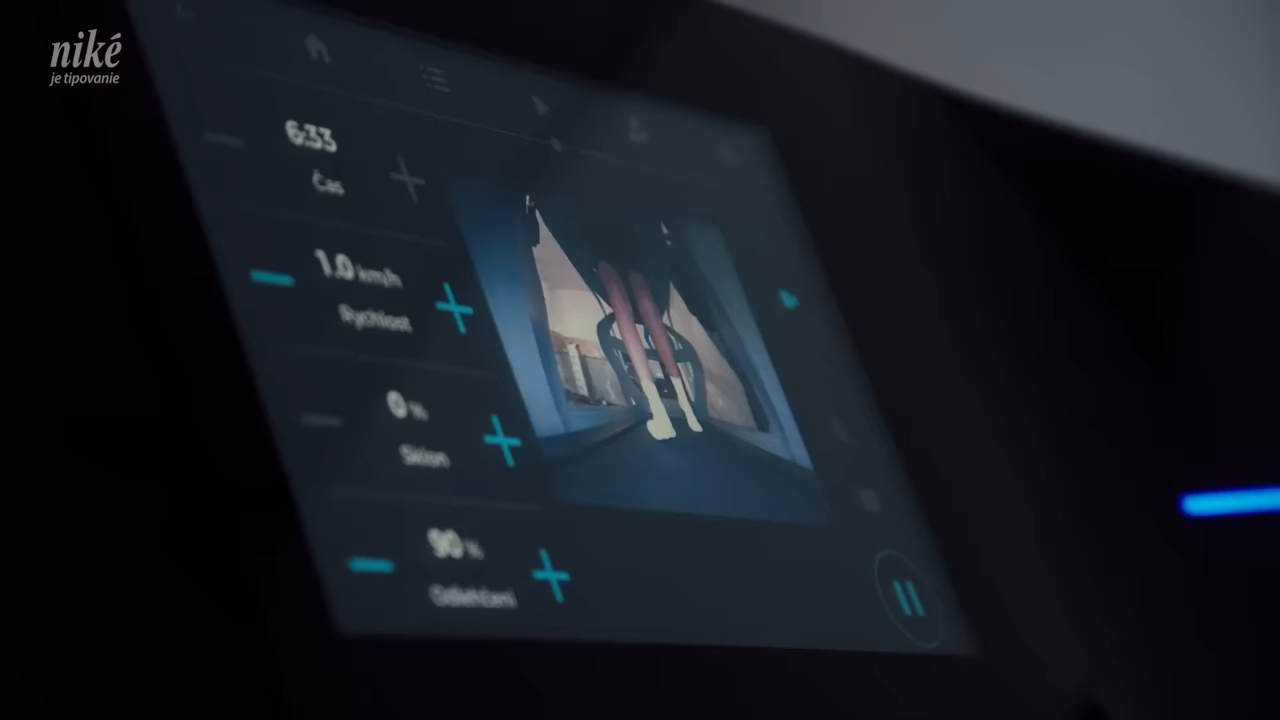 niké
je tipovanie
6:33
Čas
1.0 km/h
Rychlost
0 %
Sklon
90 %
Odlehčení